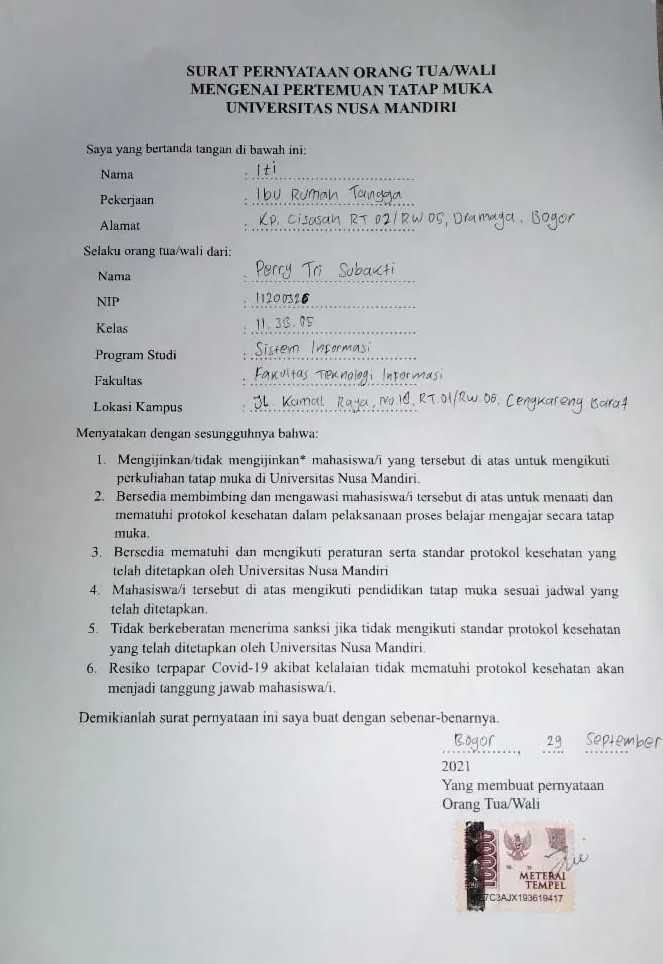 SURAT PERNYATAAN ORANG TUA/WALI
MENGENAI PERTEMUAN TATAP MUKA
UNIVERSITAS NUSA MANDIRI
Saya yang bertanda tangan di bawah ini:
Nama : Iti
Pekerjaan : Ibu Rumah Tangga
Alamat : Kp. Cisasah RT 02/RW 05, Dramaga, Bogor
Selaku orang tua/wali dari:
Nama : Perry Tri Subakti
NIP : 11200326
Kelas : 11.3B.05
Program Studi : Sistem Informasi
Fakultas : Fakultas Teknologi Informasi
Lokasi Kampus : JL. Kamal Raya, No.18, RT.01/RW.06, Cengkareng Barat
Menyatakan dengan sesungguhnya bahwa:
1. Mengijinkan/tidak mengijinkan* mahasiswa/i yang tersebut di atas untuk mengikuti
perkuliahan tatap muka di Universitas Nusa Mandiri.
2. Bersedia membimbing dan mengawasi mahasiswa/i tersebut di atas untuk menaati dan
mematuhi protokol kesehatan dalam pelaksanaan proses belajar mengajar secara tatap
muka.
3. Bersedia mematuhi dan mengikuti peraturan serta standar protokol kesehatan yang
telah ditetapkan oleh Universitas Nusa Mandiri
4. Mahasiswa/i tersebut di atas mengikuti pendidikan tatap muka sesuai jadwal yang
telah ditetapkan.
5. Tidak berkeberatan menerima sanksi jika tidak mengikuti standar protokol kesehatan
yang telah ditetapkan oleh Universitas Nusa Mandiri.
6. Resiko terpapar Covid-19 akibat kelalaian tidak mematuhi protokol kesehatan akan
menjadi tanggung jawab mahasiswa/i.
Demikianlah surat pernyataan ini saya buat dengan sebenar-benarnya.
Bogor, 29 September
2021
Yang membuat pernyataan
Orang Tua/Wali
10000
METERAI
TEMPEL